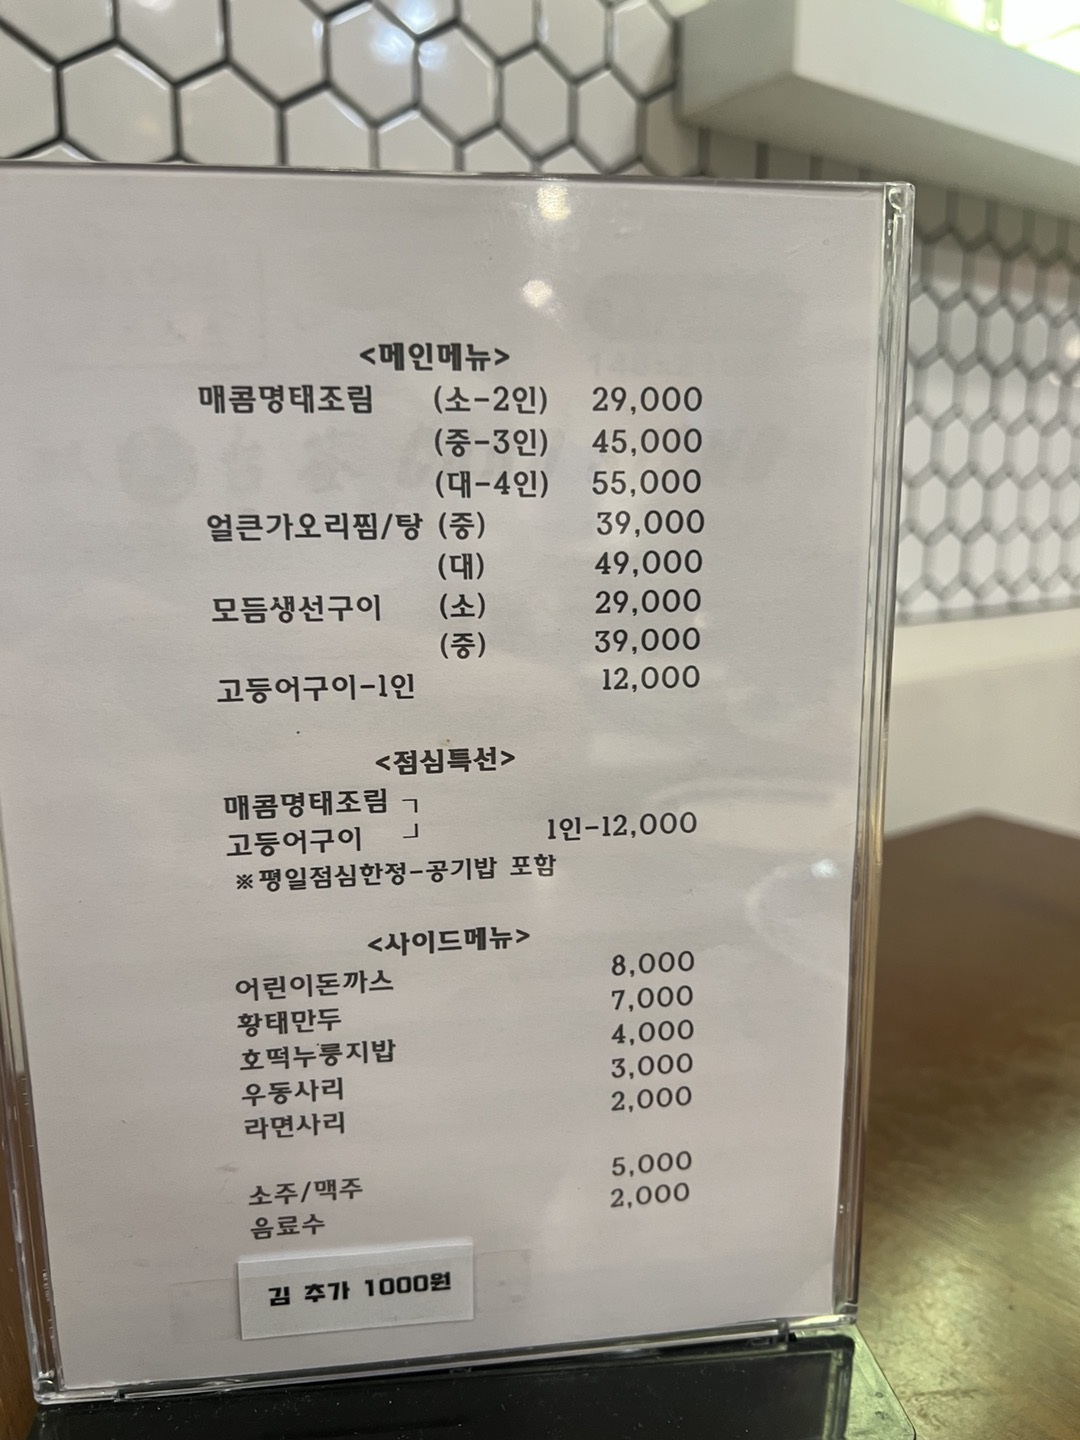 <메인메뉴>
매콤명태조림 (소-2인) 29,000
(중-3인) 45,000
(대-4인) 55,000
얼큰가오리찜/탕 (중) 39,000
(대) 49,000
모듬생선구이 (소) 29,000
(중) 39,000
고등어구이-1인 12,000
<점심특선>
매콤명태조림 ㄱ
고등어구이 ┘ 1인-12,000
※평일점심한정-공기밥 포함
<사이드메뉴>
어린이돈까스 8,000
황태만두 7,000
호떡누룽지밥 4,000
우동사리 3,000
라면사리 2,000
소주/맥주 5,000
음료수 2,000
김 추가 1000원